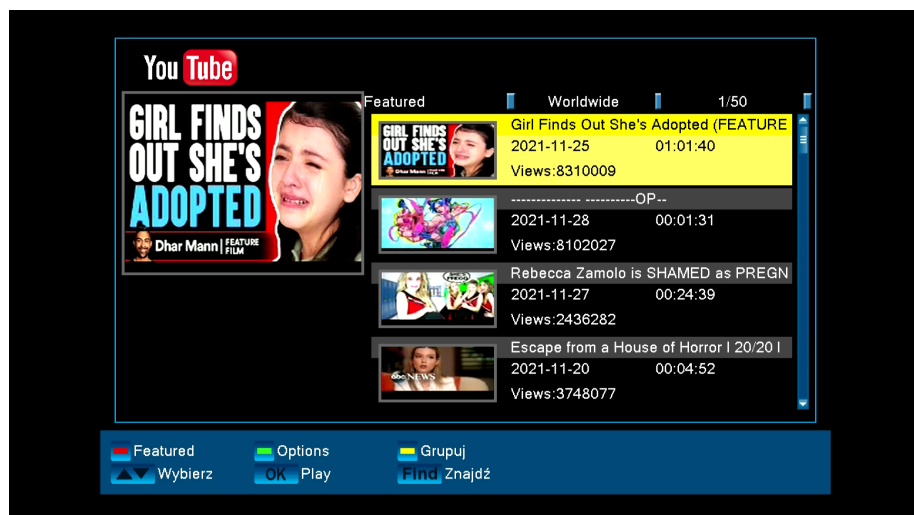 You Tube
GIRL FINDS
OUT SHE'S
ADOPTED
Dhar Mann FEATURE
FILM
Featured Worldwide 1/50
GIRL FINDS
OUT SHE'S
ADOPTED
Dhar Mann
Girl Finds Out She's Adopted (FEATURE
2021-11-25 01:01:40
Views:8310009
-------------- ----------OP--
2021-11-28 00:01:31
Views:8102027
Rebecca Zamolo is SHAMED as PREGN
2021-11-27 00:24:39
Views:2436282
abc NEWS
Escape from a House of Horror l 20/20 l
2021-11-20 00:04:52
Views:3748077
Featured Options Grupuj
Wybierz OK Play Find Znajdź